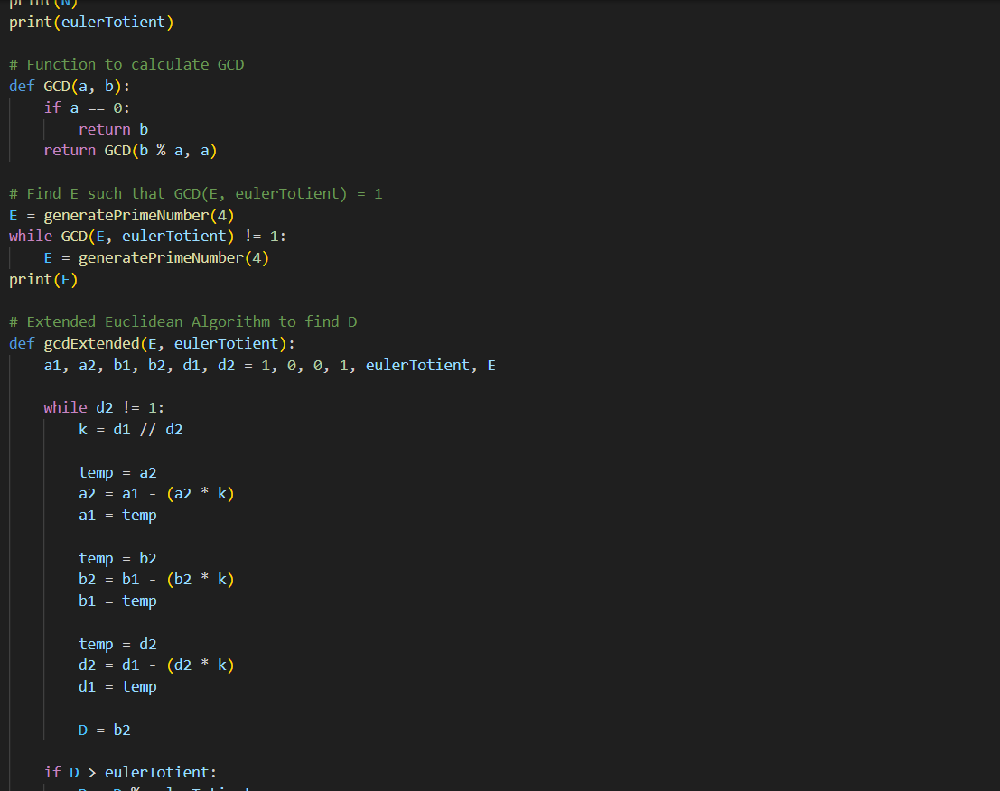 print(N)
print(eulerTotient)
# Function to calculate GCD
def GCD(a, b):
    if a == 0:
        return b
    return GCD(b % a, a)
# Find E such that GCD(E, eulerTotient) = 1
E = generatePrimeNumber(4)
while GCD(E, eulerTotient) != 1:
    E = generatePrimeNumber(4)
print(E)
# Extended Euclidean Algorithm to find D
def gcdExtended(E, eulerTotient):
    a1, a2, b1, b2, d1, d2 = 1, 0, 0, 1, eulerTotient, E
    while d2 != 1:
        k = d1 // d2
        temp = a2
        a2 = a1 - (a2 * k)
        a1 = temp
        temp = b2
        b2 = b1 - (b2 * k)
        b1 = temp
        temp = d2
        d2 = d1 - (d2 * k)
        d1 = temp
        D = b2
    if D > eulerTotient:
        D = D % eulerTotient